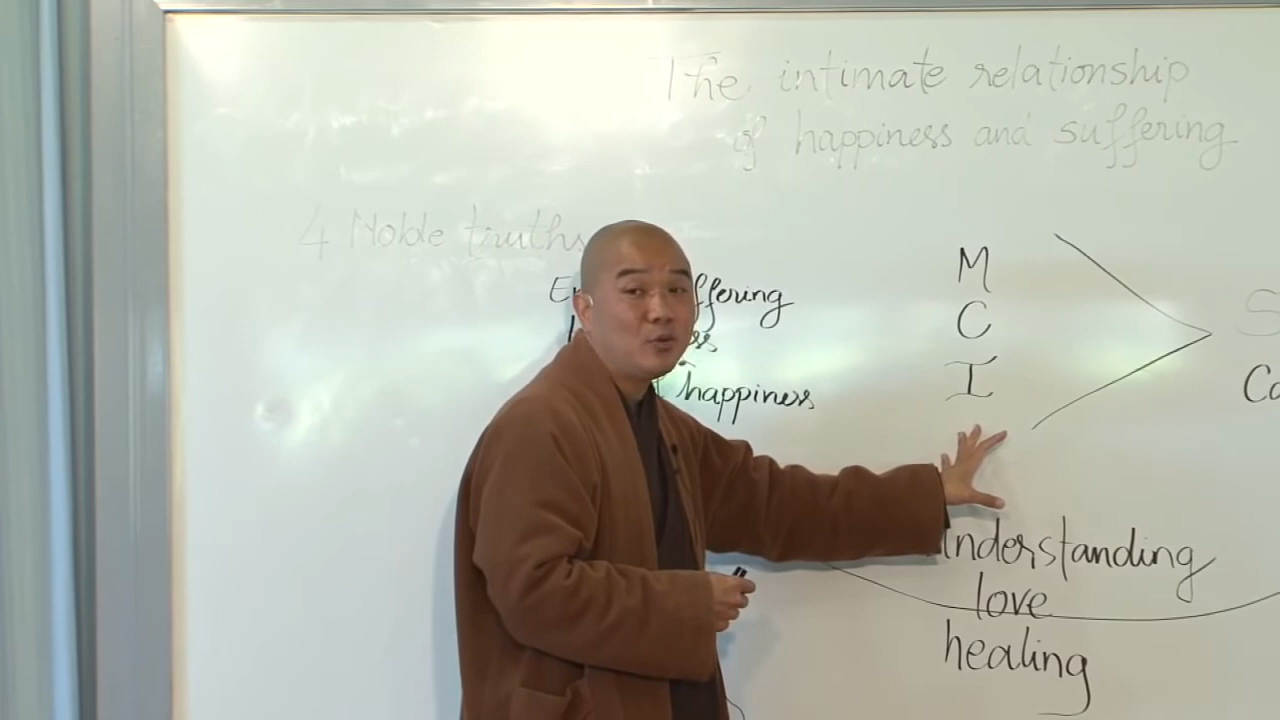 The intimate relationship
of happiness and suffering
4 Noble truths
happiness
M
C
I
understanding
love
healing